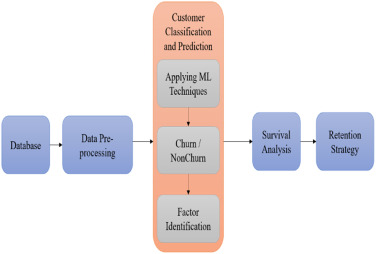 Customer
Classification
and Prediction
Applying ML
Techniques
Database
Data Pre-
processing
Churn /
NonChurn
Survival
Analysis
Retention
Strategy
Factor
Identification